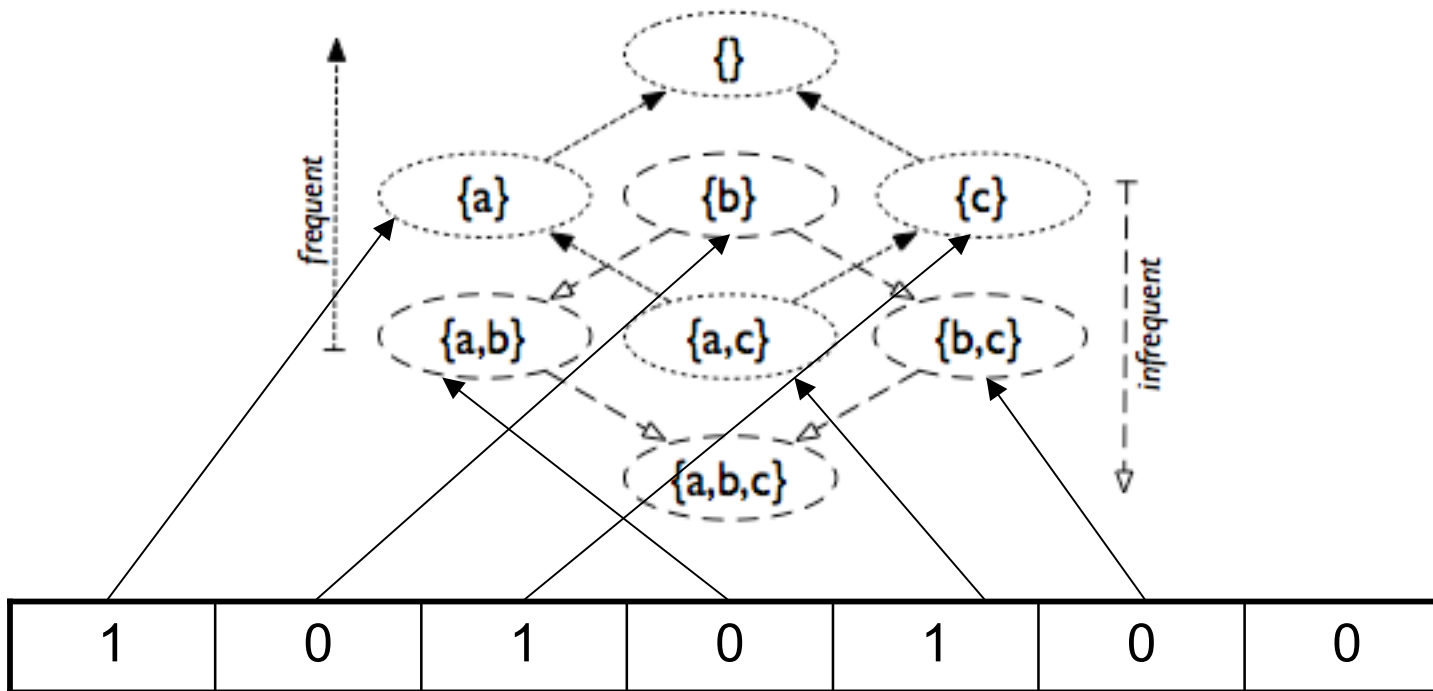 {}
frequent
{a} {b} {c}
infrequent
{a,b} {a,c} {b,c}
{a,b,c}
1 0 1 0 1 0 0